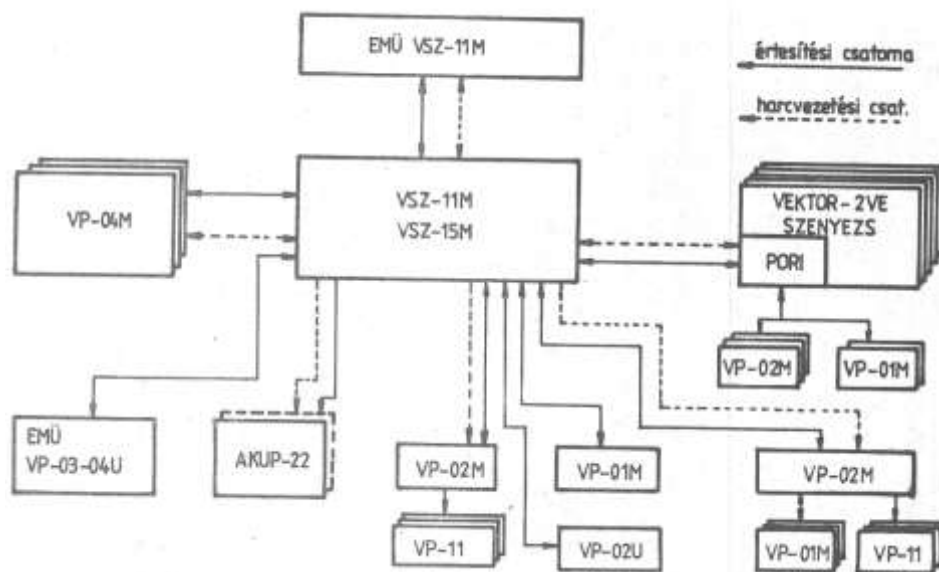 EMÜ VSZ-11M
értesítési csatorna
harcvezetési csat.
VP-04M
VSZ-11M
VSZ-15M
VEKTOR-2VE
SZENYEZS
PORI
VP-02M
VP-01M
EMÜ
VP-03-04U
AKUP-22
VP-02M
VP-01M
VP-02M
VP-11
VP-02U
VP-01M
VP-11